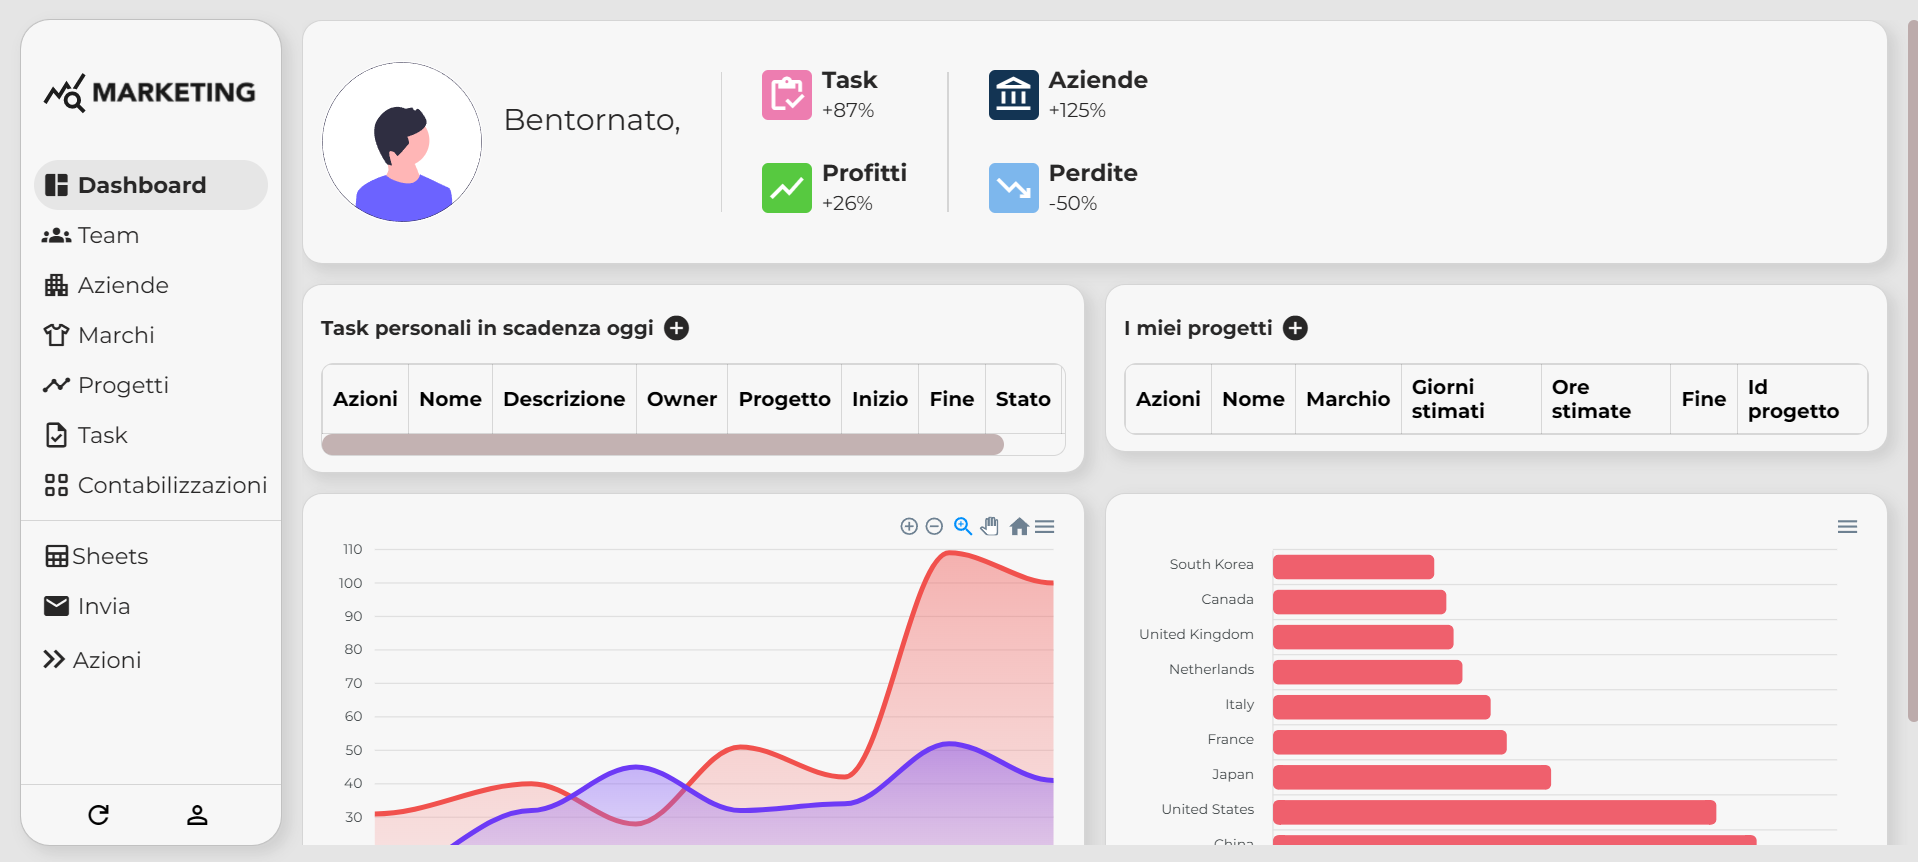 MARKETING
Dashboard
Team
Aziende
Marchi
Progetti
Task
Contabilizzazioni
Sheets
Invia
Azioni
Bentornato,
Task
+87%
Aziende
+125%
Profitti
+26%
Perdite
-50%
Task personali in scadenza oggi
Azioni Nome Descrizione Owner Progetto Inizio Fine Stato
I miei progetti
Azioni Nome Marchio Giorni stimati Ore stimate Fine Id progetto
110
100
90
80
70
60
50
40
30
South Korea
Canada
United Kingdom
Netherlands
Italy
France
Japan
United States
China